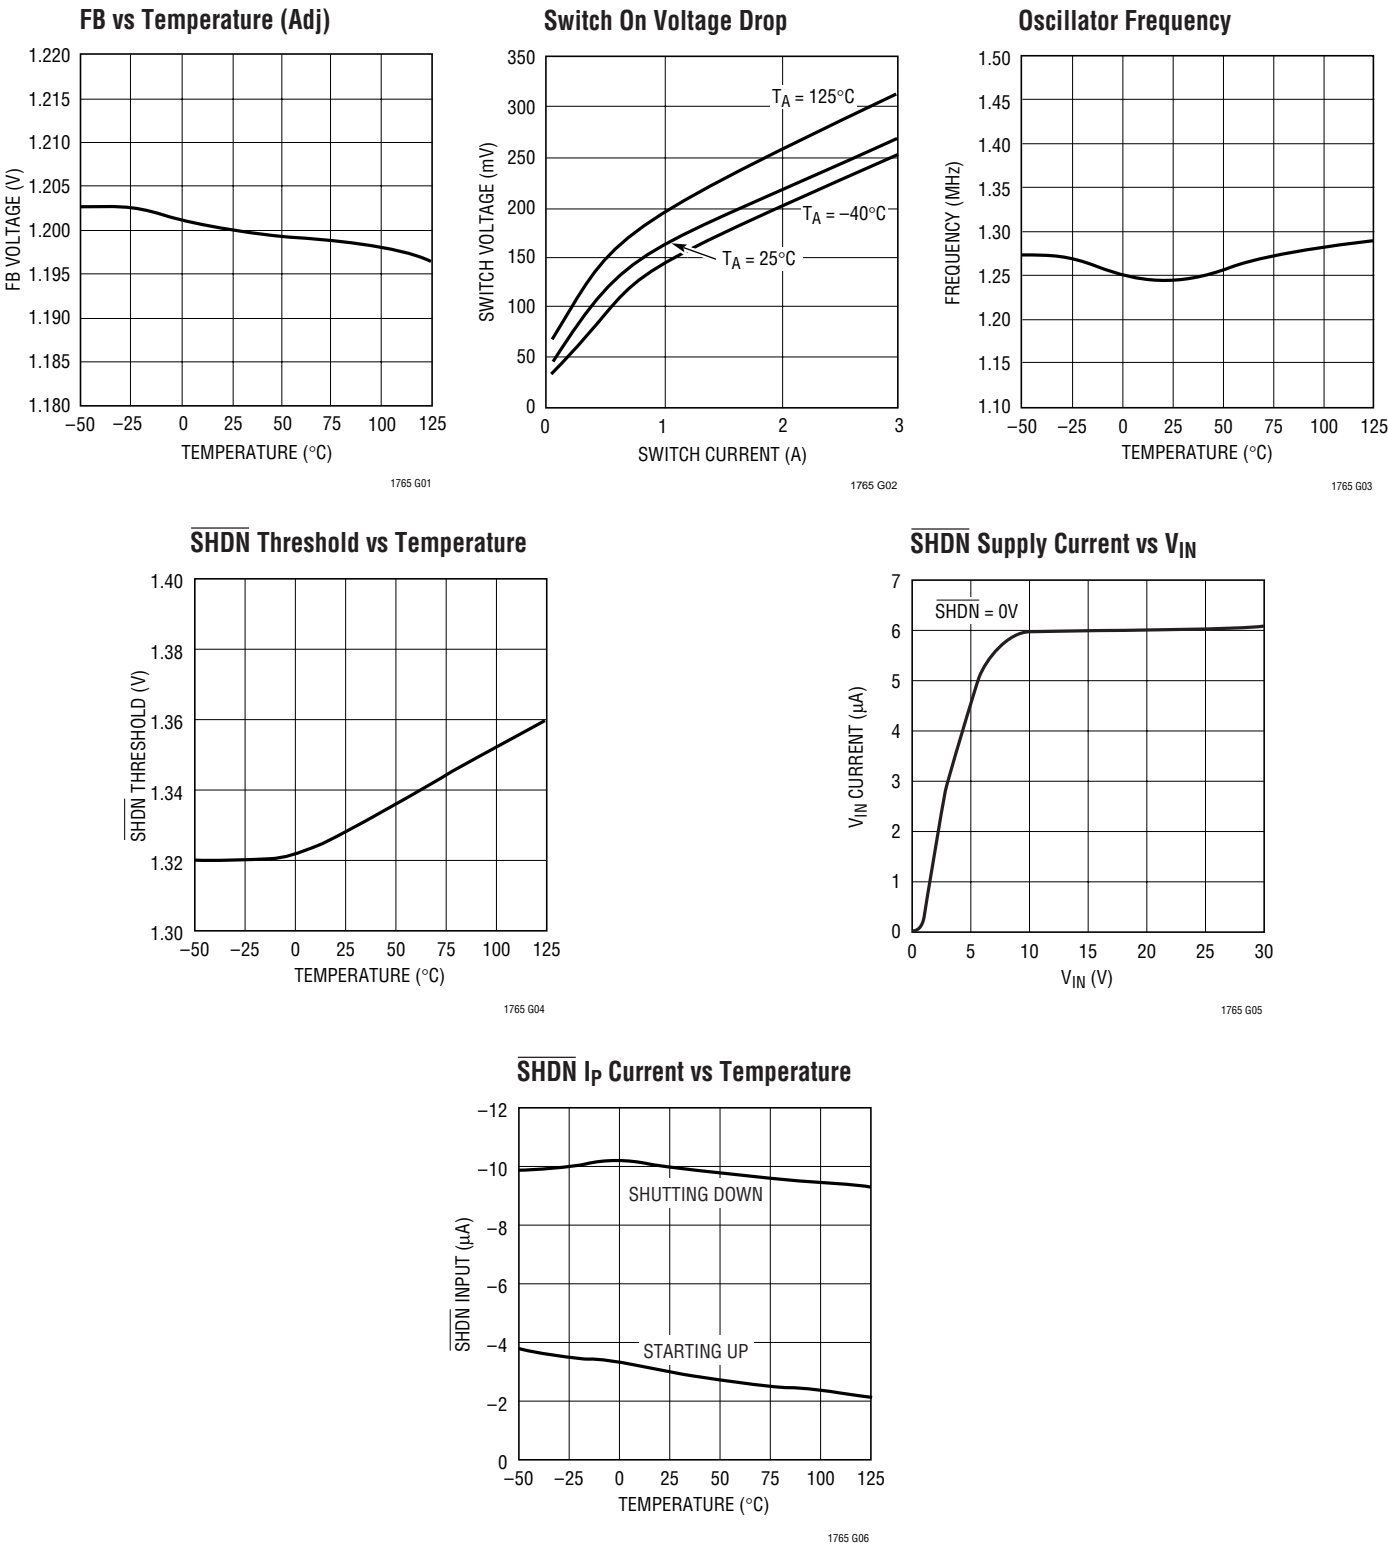 FB vs Temperature (Adj)
1.220
1.215
1.210
1.205
1.200
1.195
1.190
1.185
1.180
FB VOLTAGE (V)
–50 –25 0 25 50 75 100 125
TEMPERATURE (°C)
1765 G01
Switch On Voltage Drop
350
300
250
200
150
100
50
0
SWITCH VOLTAGE (mV)
TA = 125°C
TA = –40°C
TA = 25°C
0 1 2 3
SWITCH CURRENT (A)
1765 G02
Oscillator Frequency
1.50
1.45
1.40
1.35
1.30
1.25
1.20
1.15
1.10
FREQUENCY (MHz)
–50 –25 0 25 50 75 100 125
TEMPERATURE (°C)
1765 G03
SHDN Threshold vs Temperature
1.40
1.38
1.36
1.34
1.32
1.30
SHDN THRESHOLD (V)
–50 –25 0 25 50 75 100 125
TEMPERATURE (°C)
1765 G04
SHDN Supply Current vs VIN
7
6
5
4
3
2
1
0
VIN CURRENT (µA)
SHDN = 0V
0 5 10 15 20 25 30
VIN (V)
1765 G05
SHDN IP Current vs Temperature
–12
–10
–8
–6
–4
–2
0
SHDN INPUT (µA)
SHUTTING DOWN
STARTING UP
–50 –25 0 25 50 75 100 125
TEMPERATURE (°C)
1765 G06